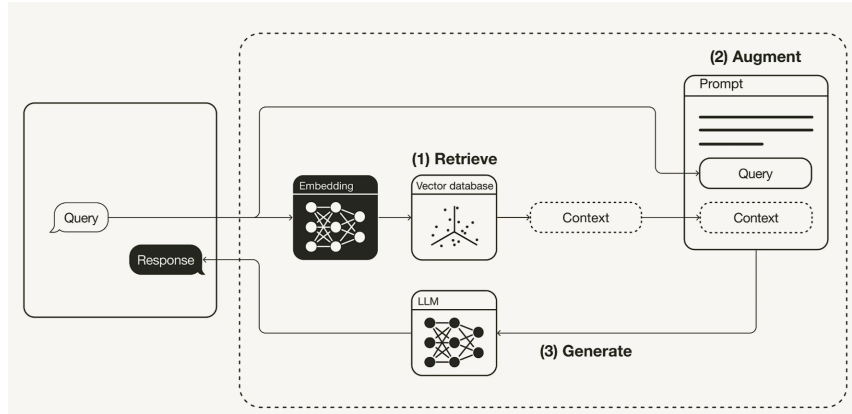 (2) Augment
Prompt
(1) Retrieve
Embedding
Vector database
Query
Query
Context
Context
Response
LLM
(3) Generate